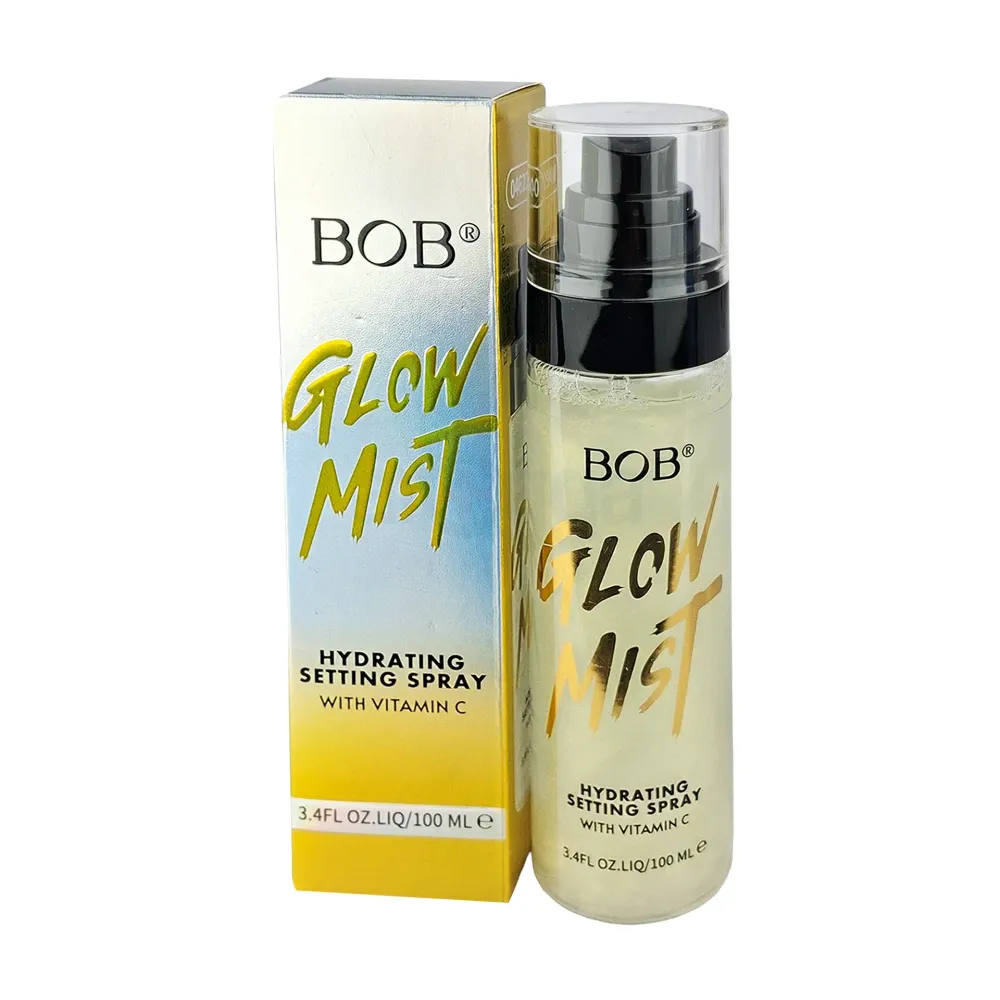 BOB®
GLOW
MIST
HYDRATING
SETTING SPRAY
WITH VITAMIN C
3.4FL OZ.LIQ/100 ML ℮
BOB®
GLOW
MIST
HYDRATING
SETTING SPRAY
WITH VITAMIN C
3.4FL OZ.LIQ/100 ML ℮